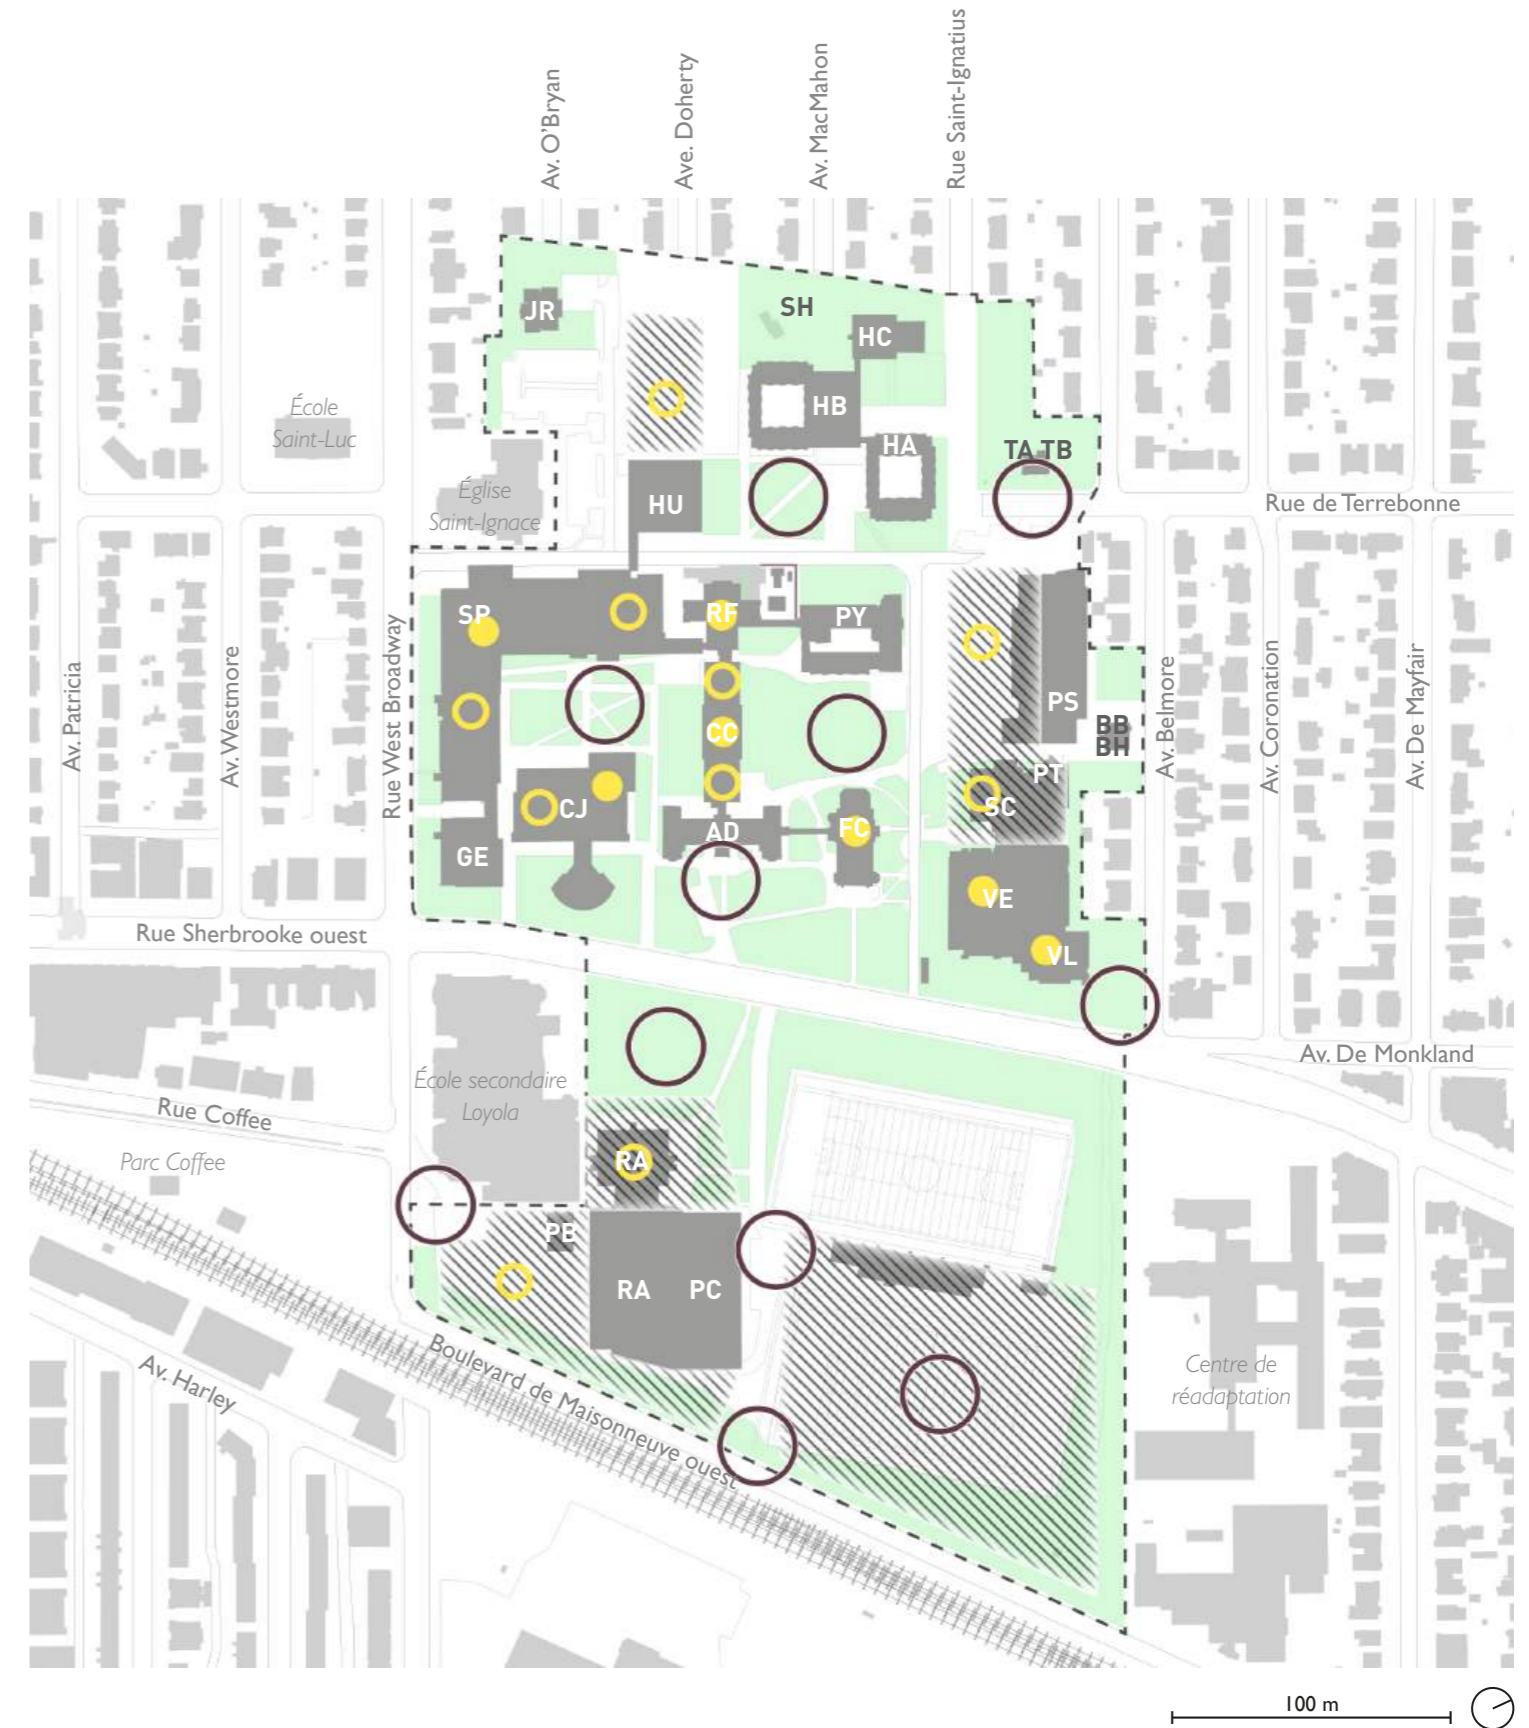 Av. O'Bryan
Ave. Doherty
Av. MacMahon
Rue Saint-Ignatius
JR
SH
HC
HB
HA
École
Saint-Luc
TA TB
HU
Église
Saint-Ignace
Rue de Terrebonne
SP
RF
PY
Av. Patricia
Av. Westmore
Rue West Broadway
CC
PS
BB
BH
Av. Belmore
Av. Coronation
Av. De Mayfair
PT
SC
CJ
AD
FC
GE
VE
VL
Rue Sherbrooke ouest
Av. De Monkland
École secondaire
Loyola
Rue Coffee
Parc Coffee
RA
PB
RA
PC
Boulevard de Maisonneuve ouest
Av. Harley
Centre de
réadaptation
100 m